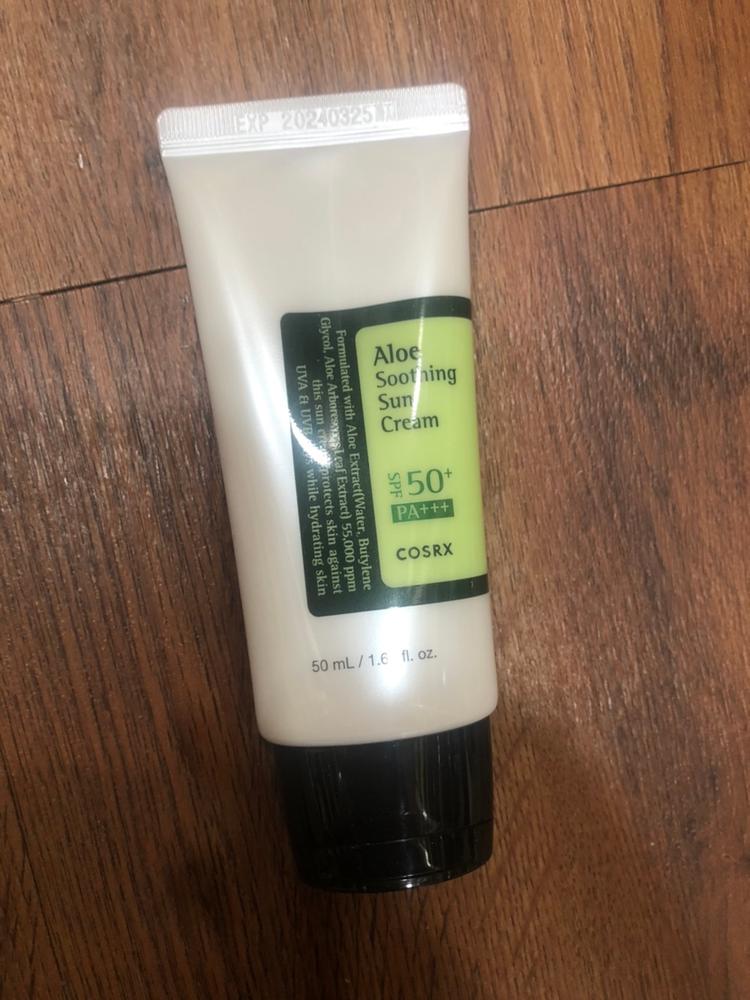 EXP 20240325
Aloe
Soothing
Sun
Cream
SPF 50+
PA+++
COSRX
Formulated with Aloe Extract(Water, Butylene
Glycol, Aloe Arborescens Leaf Extract) 55,000 ppm
this sun protects skin against
UVA & UVB while hydrating skin
50 mL / 1.6 fl. oz.